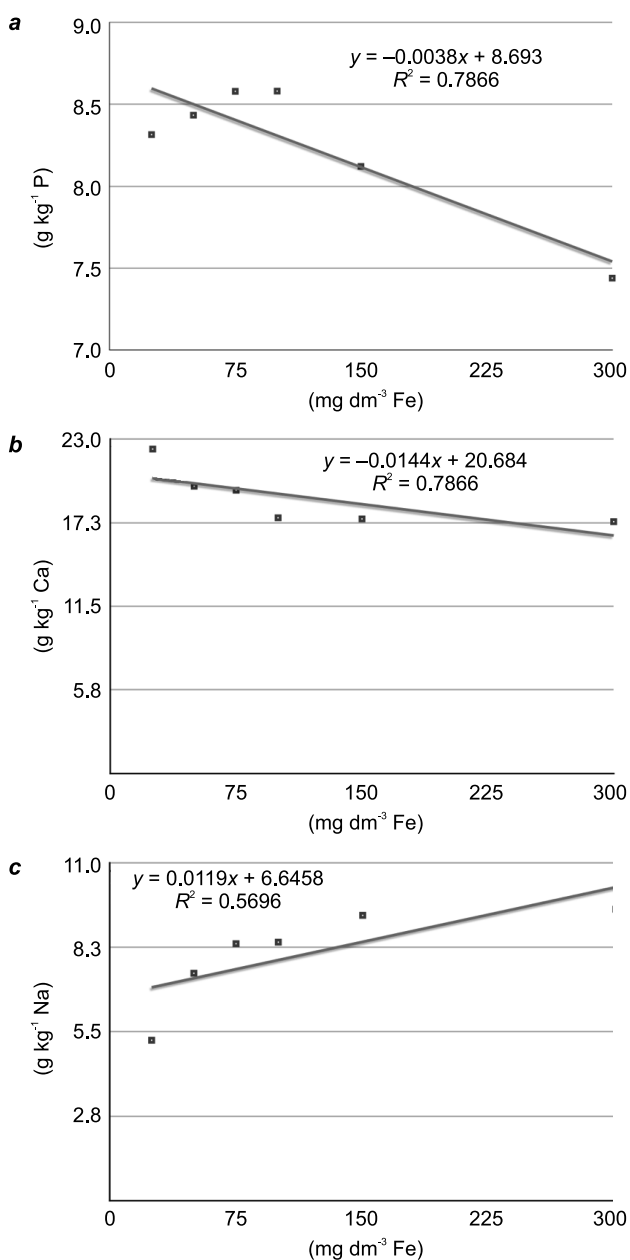 a
9.0
y = –0.0038x + 8.693
R² = 0.7866
8.5
8.0
7.5
7.0
(g kg⁻¹ P)
0 75 150 225 300
(mg dm⁻³ Fe)
b
23.0
y = –0.0144x + 20.684
R² = 0.7866
17.3
11.5
5.8
(g kg⁻¹ Ca)
0 75 150 225 300
(mg dm⁻³ Fe)
c
11.0
y = 0.0119x + 6.6458
R² = 0.5696
8.3
5.5
2.8
(g kg⁻¹ Na)
0 75 150 225 300
(mg dm⁻³ Fe)